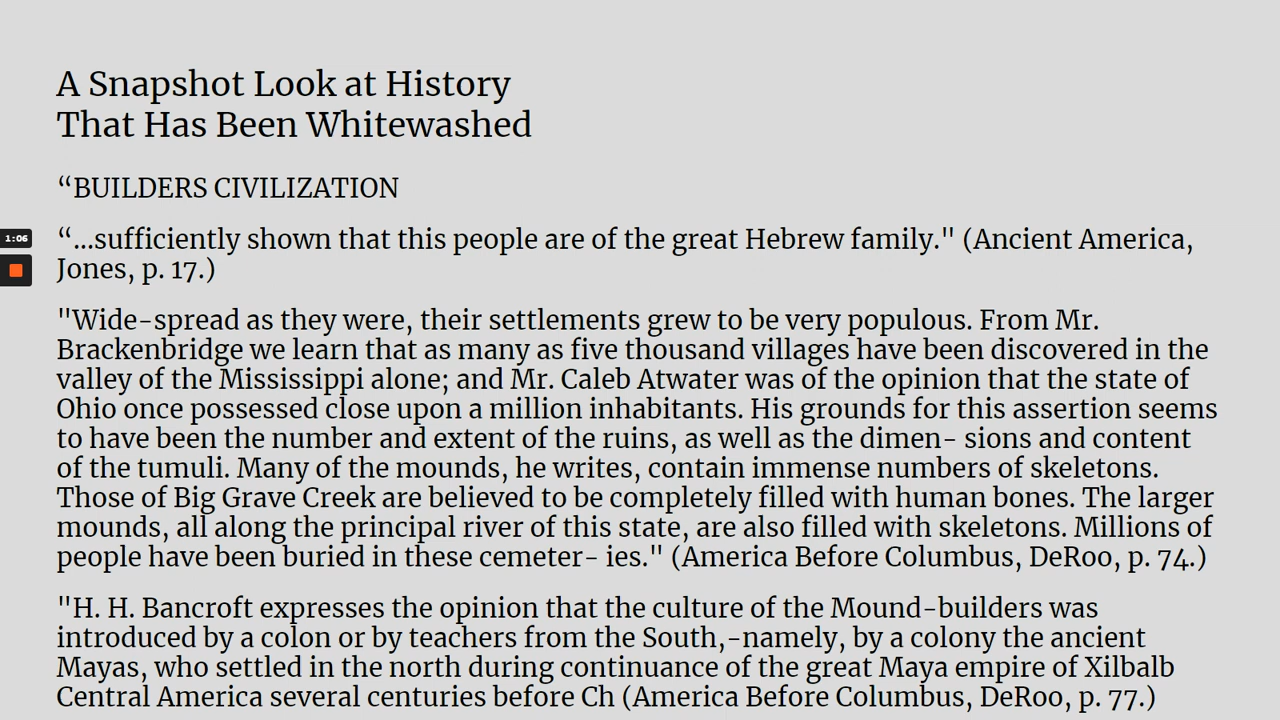 A Snapshot Look at History
That Has Been Whitewashed
“BUILDERS CIVILIZATION
“...sufficiently shown that this people are of the great Hebrew family." (Ancient America,
Jones, p. 17.)
"Wide-spread as they were, their settlements grew to be very populous. From Mr.
Brackenbridge we learn that as many as five thousand villages have been discovered in the
valley of the Mississippi alone; and Mr. Caleb Atwater was of the opinion that the state of
Ohio once possessed close upon a million inhabitants. His grounds for this assertion seems
to have been the number and extent of the ruins, as well as the dimen- sions and content
of the tumuli. Many of the mounds, he writes, contain immense numbers of skeletons.
Those of Big Grave Creek are believed to be completely filled with human bones. The larger
mounds, all along the principal river of this state, are also filled with skeletons. Millions of
people have been buried in these cemeter- ies." (America Before Columbus, DeRoo, p. 74.)
"H. H. Bancroft expresses the opinion that the culture of the Mound-builders was
introduced by a colon or by teachers from the South,-namely, by a colony the ancient
Mayas, who settled in the north during continuance of the great Maya empire of Xilbalb
Central America several centuries before Ch (America Before Columbus, DeRoo, p. 77.)
1:06